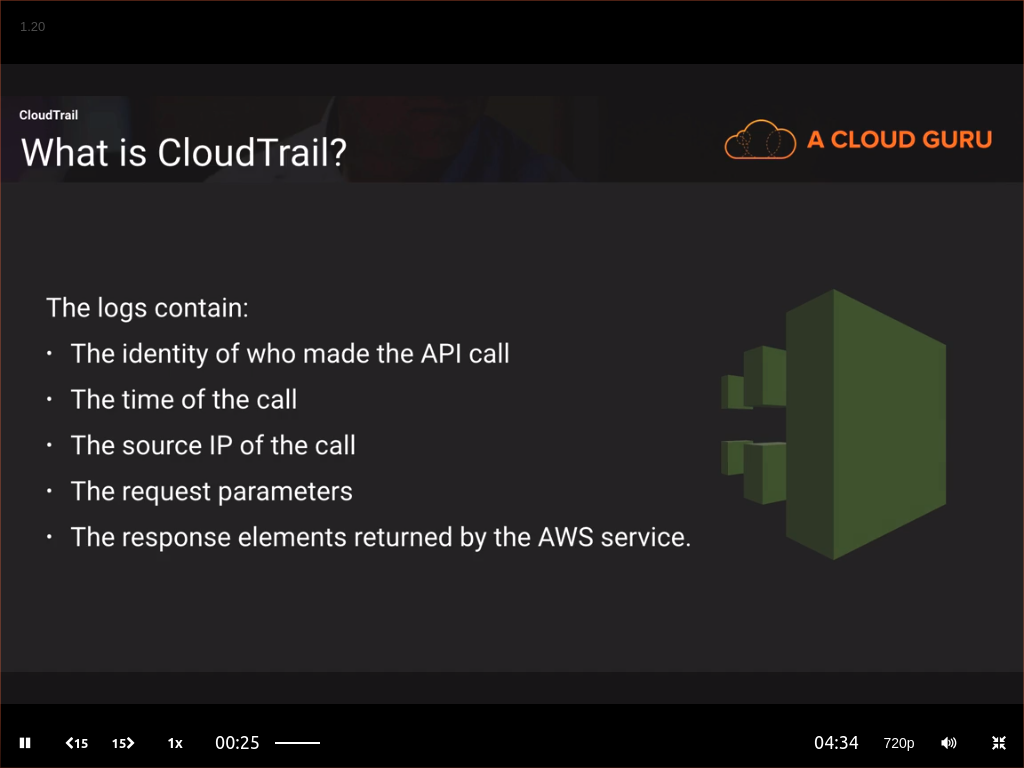 1.20
CloudTrail
What is CloudTrail?
A CLOUD GURU
The logs contain:
• The identity of who made the API call
• The time of the call
• The source IP of the call
• The request parameters
• The response elements returned by the AWS service.
15 15 1x 00:25 04:34 720p